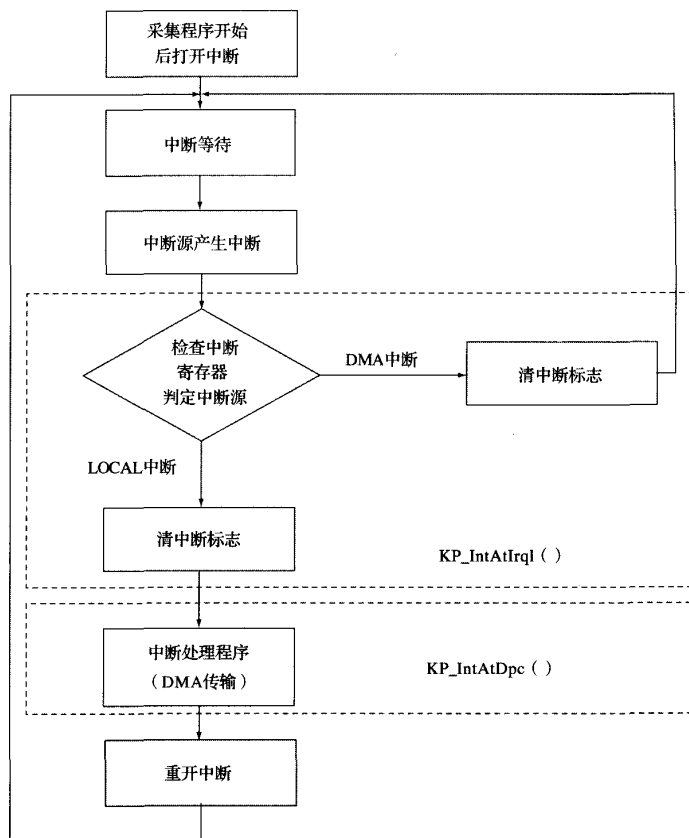 采集程序开始
后打开中断
中断等待
中断源产生中断
检查中断
寄存器
判定中断源
DMA中断
清中断标志
LOCAL中断
清中断标志
KP_IntAtIrql（）
中断处理程序
（DMA传输）
KP_IntAtDpc（）
重开中断